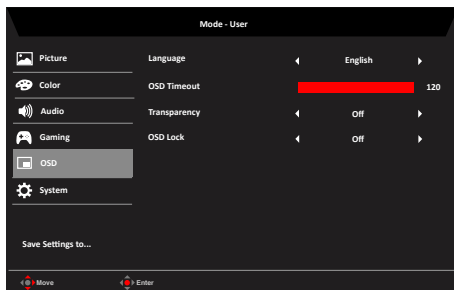 Mode - User
Picture
Language English
Color
OSD Timeout 120
Audio
Transparency Off
Gaming
OSD Lock Off
OSD
System
Save Settings to...
Move Enter